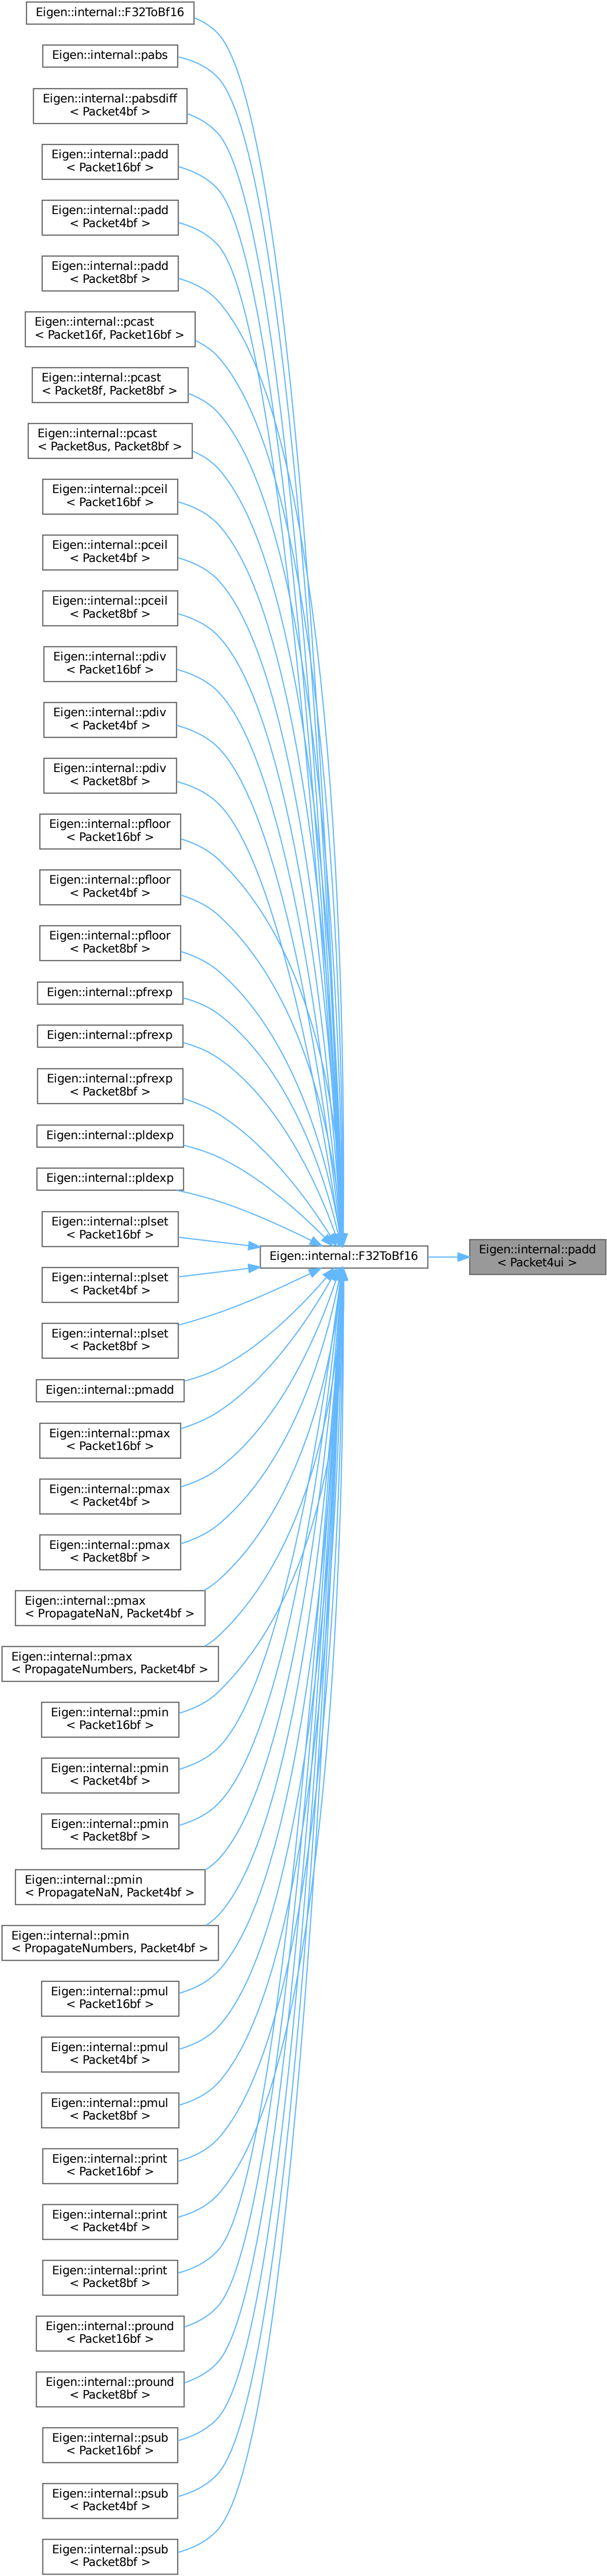 Eigen::internal::F32ToBf16
Eigen::internal::pabs
Eigen::internal::pabsdiff
< Packet4bf >
Eigen::internal::padd
< Packet16bf >
Eigen::internal::padd
< Packet4bf >
Eigen::internal::padd
< Packet8bf >
Eigen::internal::pcast
< Packet16f, Packet16bf >
Eigen::internal::pcast
< Packet8f, Packet8bf >
Eigen::internal::pcast
< Packet8us, Packet8bf >
Eigen::internal::pceil
< Packet16bf >
Eigen::internal::pceil
< Packet4bf >
Eigen::internal::pceil
< Packet8bf >
Eigen::internal::pdiv
< Packet16bf >
Eigen::internal::pdiv
< Packet4bf >
Eigen::internal::pdiv
< Packet8bf >
Eigen::internal::pfloor
< Packet16bf >
Eigen::internal::pfloor
< Packet4bf >
Eigen::internal::pfloor
< Packet8bf >
Eigen::internal::pfrexp
Eigen::internal::pfrexp
Eigen::internal::pfrexp
< Packet8bf >
Eigen::internal::pldexp
Eigen::internal::pldexp
Eigen::internal::plset
< Packet16bf >
Eigen::internal::plset
< Packet4bf >
Eigen::internal::plset
< Packet8bf >
Eigen::internal::pmadd
Eigen::internal::pmax
< Packet16bf >
Eigen::internal::pmax
< Packet4bf >
Eigen::internal::pmax
< Packet8bf >
Eigen::internal::pmax
< PropagateNaN, Packet4bf >
Eigen::internal::pmax
< PropagateNumbers, Packet4bf >
Eigen::internal::pmin
< Packet16bf >
Eigen::internal::pmin
< Packet4bf >
Eigen::internal::pmin
< Packet8bf >
Eigen::internal::pmin
< PropagateNaN, Packet4bf >
Eigen::internal::pmin
< PropagateNumbers, Packet4bf >
Eigen::internal::pmul
< Packet16bf >
Eigen::internal::pmul
< Packet4bf >
Eigen::internal::pmul
< Packet8bf >
Eigen::internal::print
< Packet16bf >
Eigen::internal::print
< Packet4bf >
Eigen::internal::print
< Packet8bf >
Eigen::internal::pround
< Packet16bf >
Eigen::internal::pround
< Packet8bf >
Eigen::internal::psub
< Packet16bf >
Eigen::internal::psub
< Packet4bf >
Eigen::internal::psub
< Packet8bf >
Eigen::internal::F32ToBf16
Eigen::internal::padd
< Packet4ui >